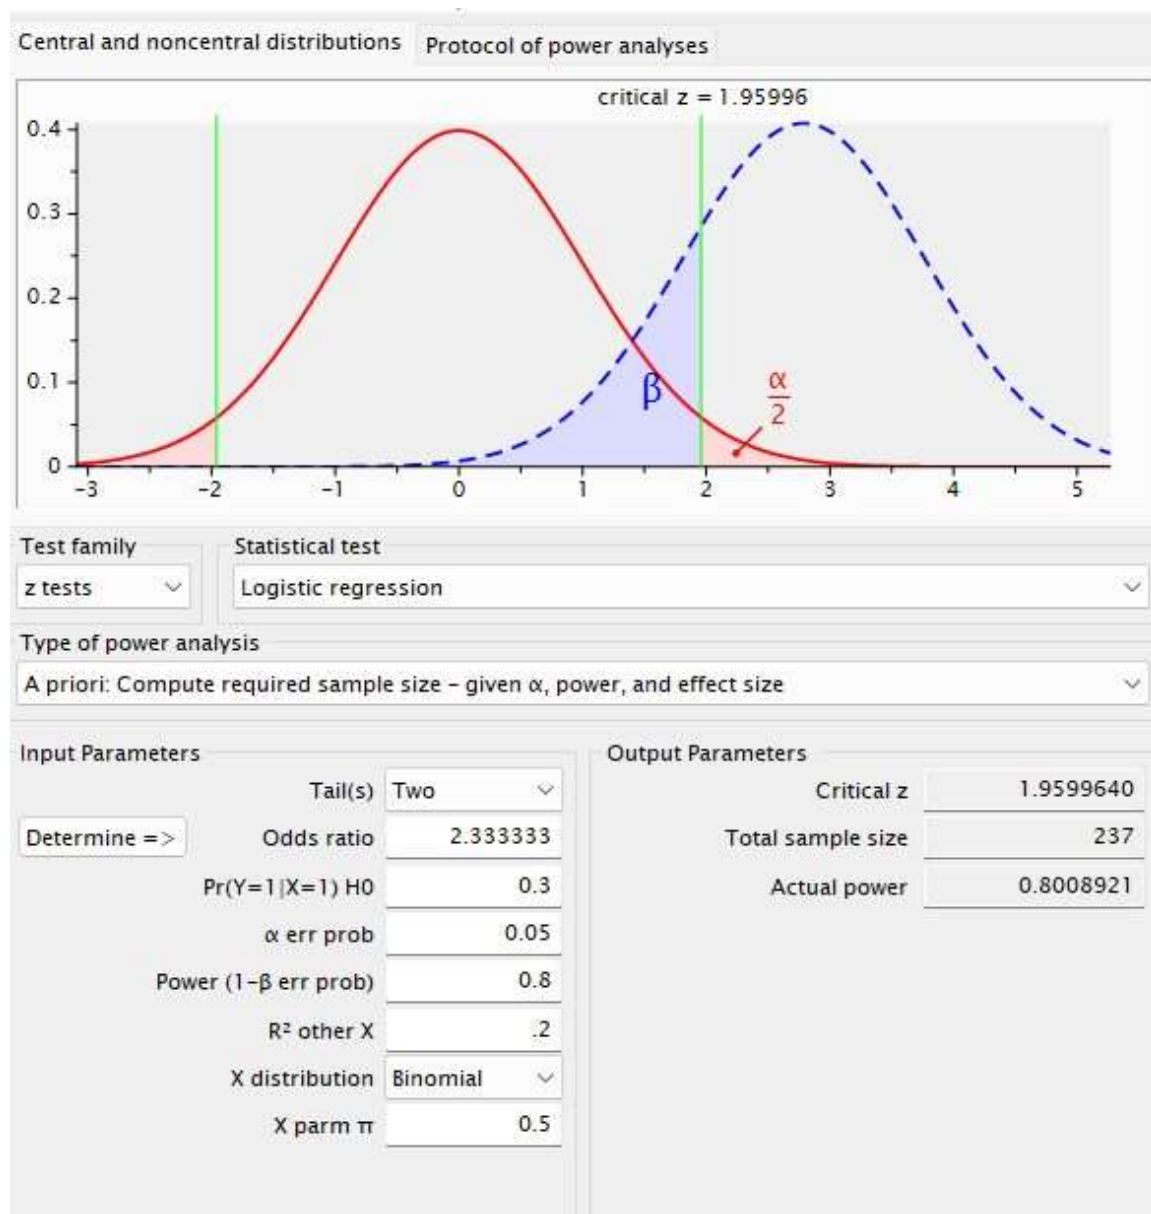 Central and noncentral distributions Protocol of power analyses
critical z = 1.95996
0.4
0.3
0.2
0.1
0
β
α
2
-3 -2 -1 0 1 2 3 4 5
Test family Statistical test
z tests Logistic regression
Type of power analysis
A priori: Compute required sample size – given α, power, and effect size
Input Parameters Output Parameters
Tail(s) Two Critical z 1.9599640
Determine => Odds ratio 2.333333 Total sample size 237
Pr(Y=1|X=1) H0 0.3 Actual power 0.8008921
α err prob 0.05
Power (1-β err prob) 0.8
R² other X .2
X distribution Binomial
X parm π 0.5